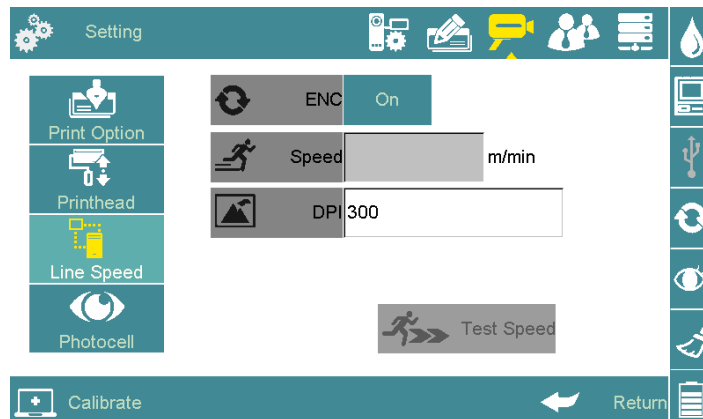 Setting
Print Option
ENC On
Printhead
Speed m/min
DPI 300
Line Speed
Photocell
Test Speed
Calibrate
Return